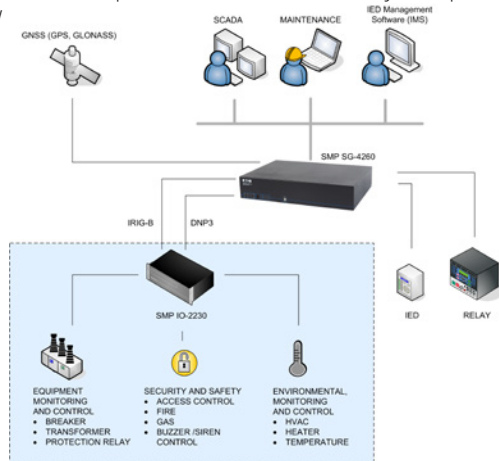 IED Management
Software (IMS)
SCADA
MAINTENANCE
GNSS (GPS, GLONASS)
SMP SG-4260
IRIG-B
DNP3
SMP IO-2230
IED
RELAY
EQUIPMENT
MONITORING
AND CONTROL
• BREAKER
• TRANSFORMER
• PROTECTION RELAY
SECURITY AND SAFETY
• ACCESS CONTROL
• FIRE
• GAS
• BUZZER /SIREN
CONTROL
ENVIRONMENTAL,
MONITORING
AND CONTROL
• HVAC
• HEATER
• TEMPERATURE